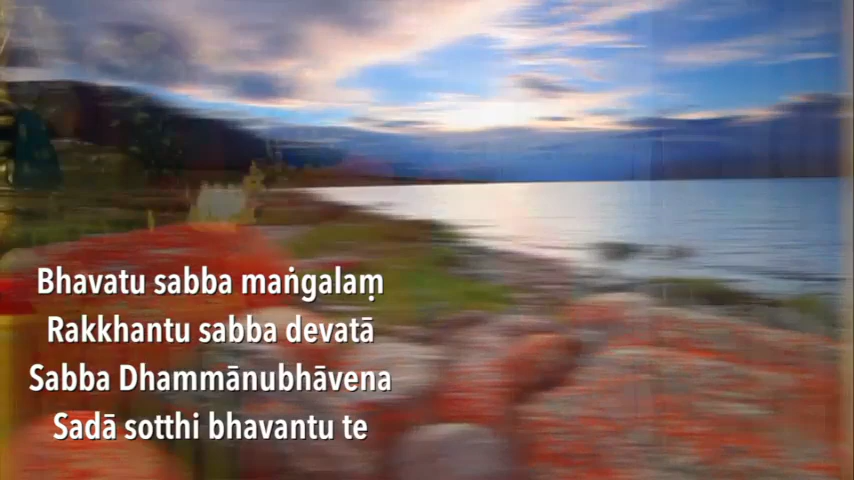 Bhavatu sabba maṅgalaṃ
Rakkhantu sabba devatā
Sabba Dhammānubhāvena
Sadā sotthi bhavantu te